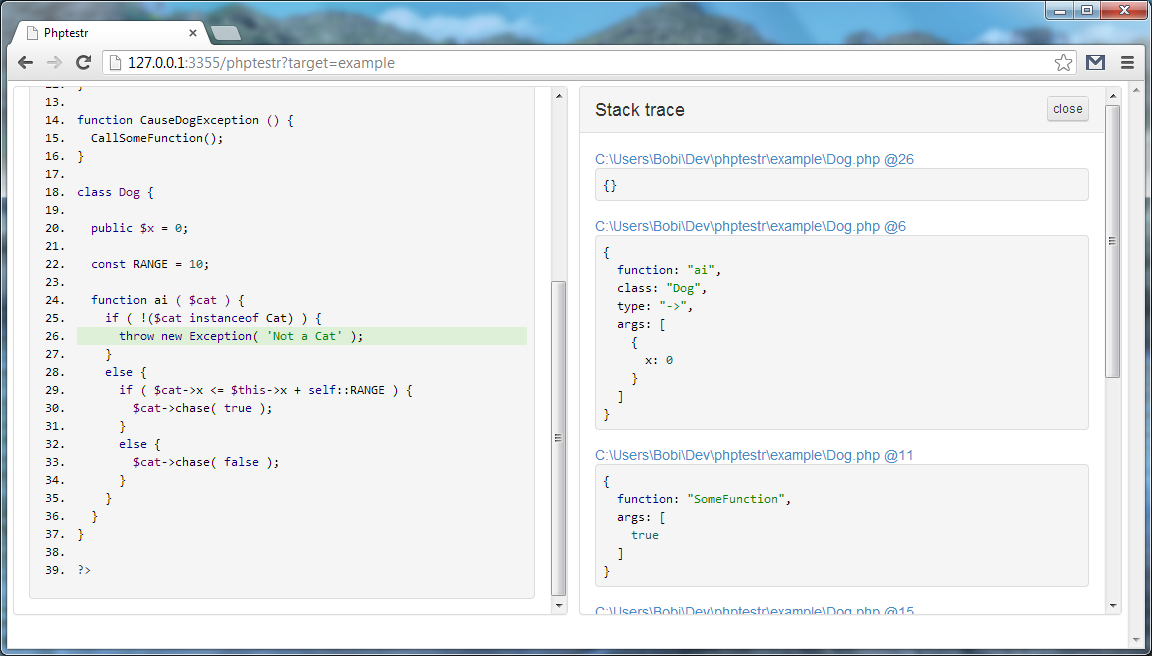 Phptestr
127.0.0.1:3355/phptestr?target=example
13.
14. function CauseDogException () {
15. CallSomeFunction();
16. }
17.
18. class Dog {
19.
20. public $x = 0;
21.
22. const RANGE = 10;
23.
24. function ai ( $cat ) {
25. if ( !($cat instanceof Cat) ) {
26. throw new Exception( 'Not a Cat' );
27. }
28. else {
29. if ( $cat->x <= $this->x + self::RANGE ) {
30. $cat->chase( true );
31. }
32. else {
33. $cat->chase( false );
34. }
35. }
36. }
37. }
38.
39. ?>
Stack trace
close
C:\Users\Bobi\Dev\phptestr\example\Dog.php @26
{}
C:\Users\Bobi\Dev\phptestr\example\Dog.php @6
{
function: "ai",
class: "Dog",
type: "->",
args: [
{
x: 0
}
]
}
C:\Users\Bobi\Dev\phptestr\example\Dog.php @11
{
function: "SomeFunction",
args: [
true
]
}
C:\Users\Bobi\Dev\phptestr\example\Dog.php @15